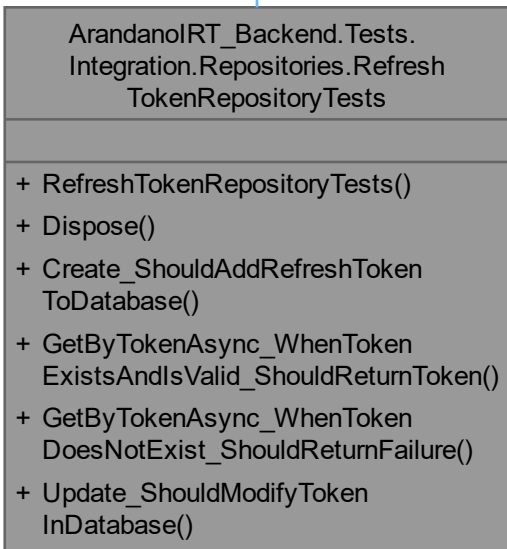 ArandanoIRT_Backend.Tests.
Integration.Repositories.Refresh
TokenRepositoryTests
+ RefreshTokenRepositoryTests()
+ Dispose()
+ Create_ShouldAddRefreshToken
ToDatabase()
+ GetByTokenAsync_WhenToken
ExistsAndIsValid_ShouldReturnToken()
+ GetByTokenAsync_WhenToken
DoesNotExist_ShouldReturnFailure()
+ Update_ShouldModifyToken
InDatabase()